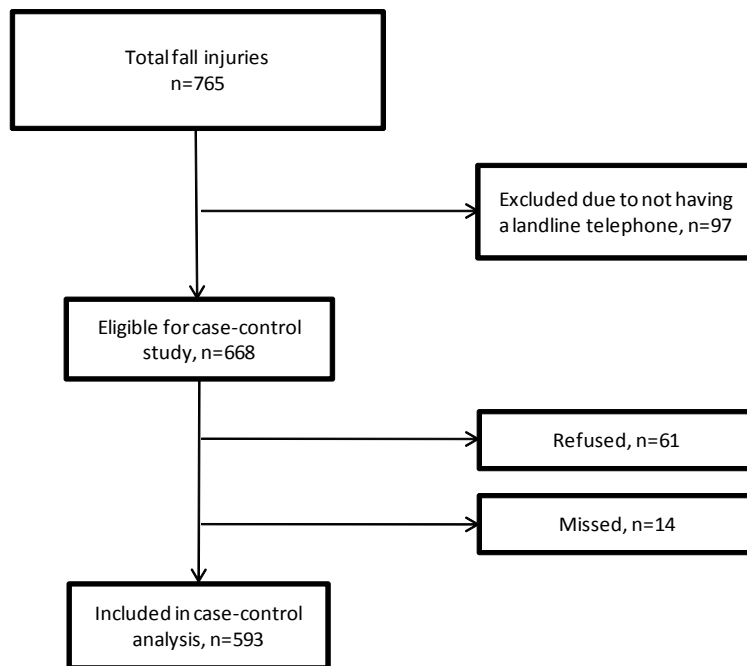 Total fall injuries
n=765
Excluded due to not having
a landline telephone, n=97
Eligible for case-control
study, n=668
Refused, n=61
Missed, n=14
Included in case-control
analysis, n=593